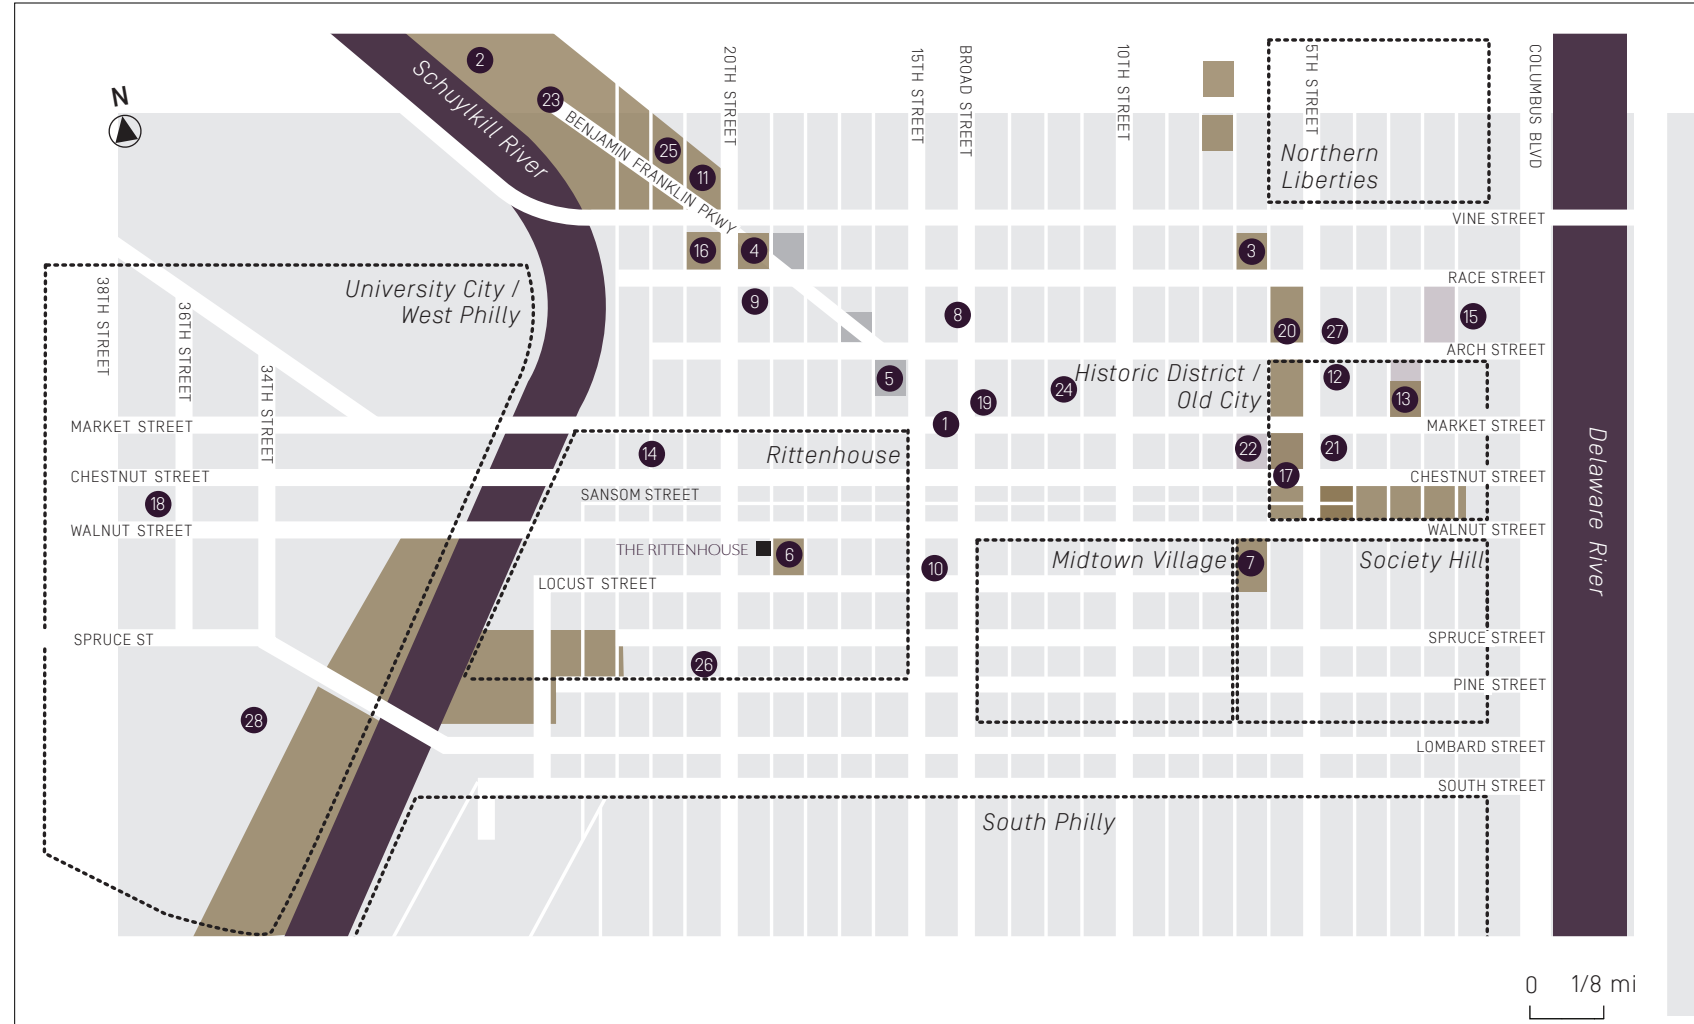 N
2
23
Schuylkill River
BENJAMIN FRANKLIN PKWY
25
11
20TH STREET
15TH STREET
BROAD STREET
10TH STREET
5TH STREET
COLUMBUS BLVD
Northern
Liberties
VINE STREET
16
4
3
RACE STREET
University City /
West Philly
38TH STREET
36TH STREET
34TH STREET
9
8
20
27
15
ARCH STREET
5
19
24
Historic District /
Old City
12
13
1
MARKET STREET
MARKET STREET
14
Rittenhouse
22
21
17
CHESTNUT STREET
CHESTNUT STREET
SANSOM STREET
18
WALNUT STREET
WALNUT STREET
THE RITTENHOUSE
6
10
Midtown Village
7
Society Hill
LOCUST STREET
SPRUCE ST
SPRUCE STREET
26
PINE STREET
28
LOMBARD STREET
SOUTH STREET
South Philly
Delaware River
0 1/8 mi